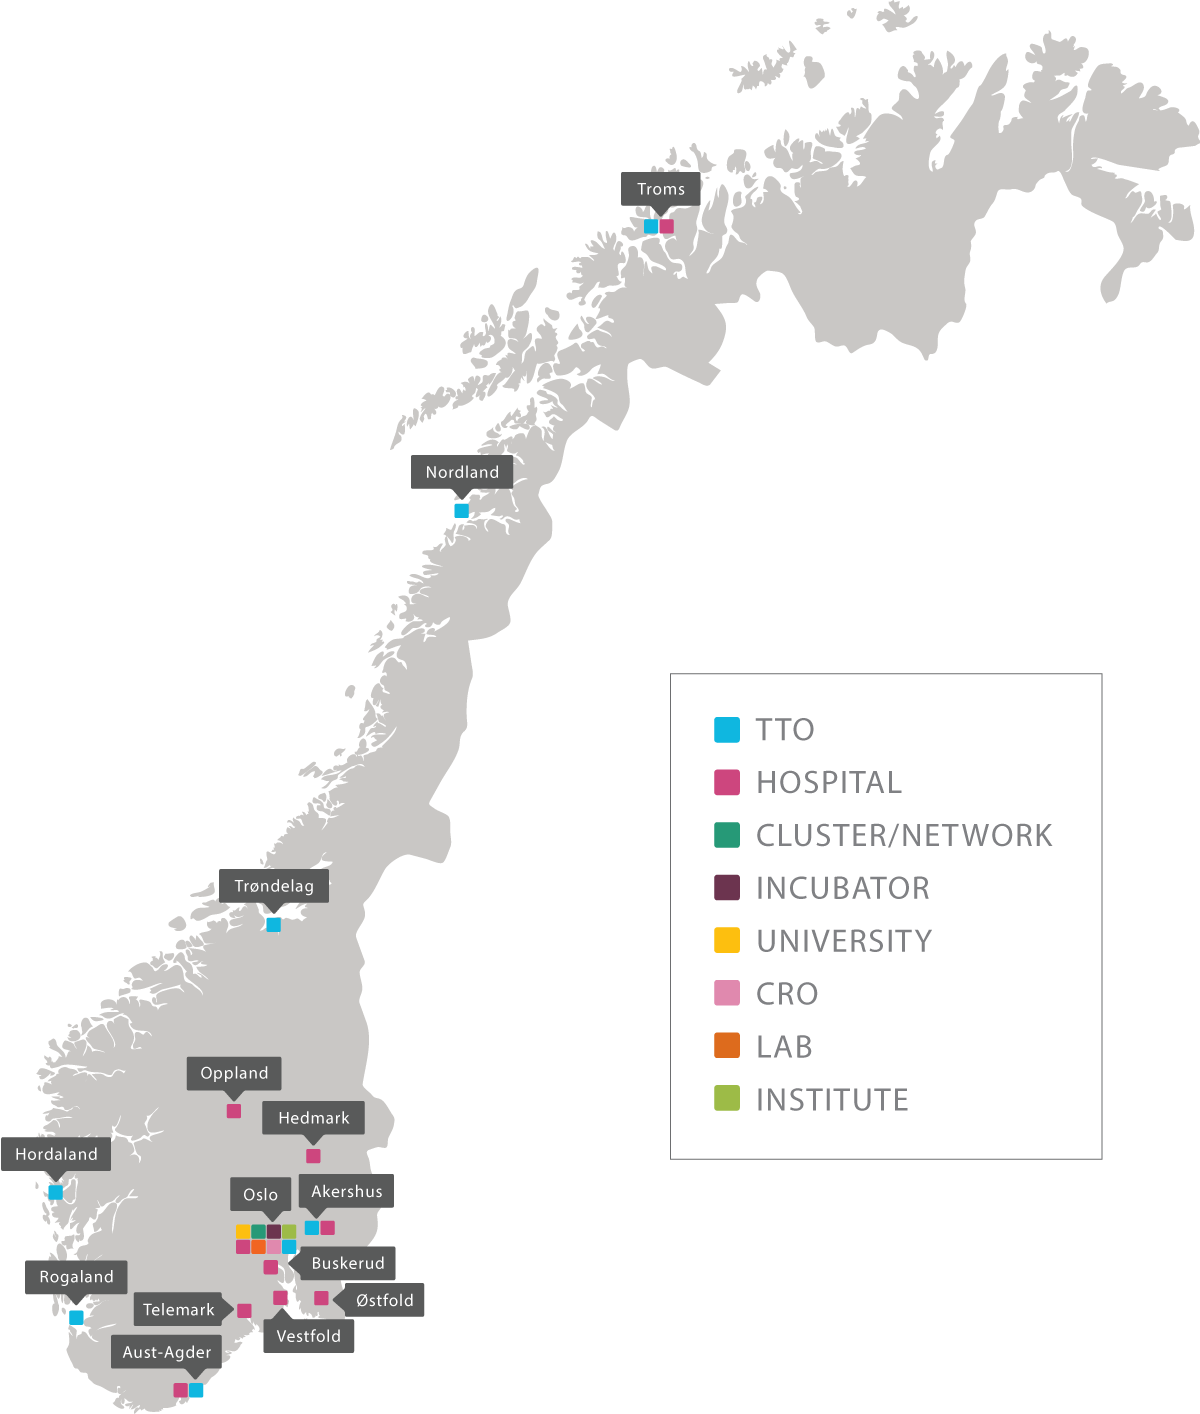 Troms
Nordland
TTO
HOSPITAL
CLUSTER/NETWORK
INCUBATOR
UNIVERSITY
CRO
LAB
INSTITUTE
Trøndelag
Oppland
Hedmark
Hordaland
Oslo
Akershus
Buskerud
Rogaland
Telemark
Østfold
Vestfold
Aust-Agder